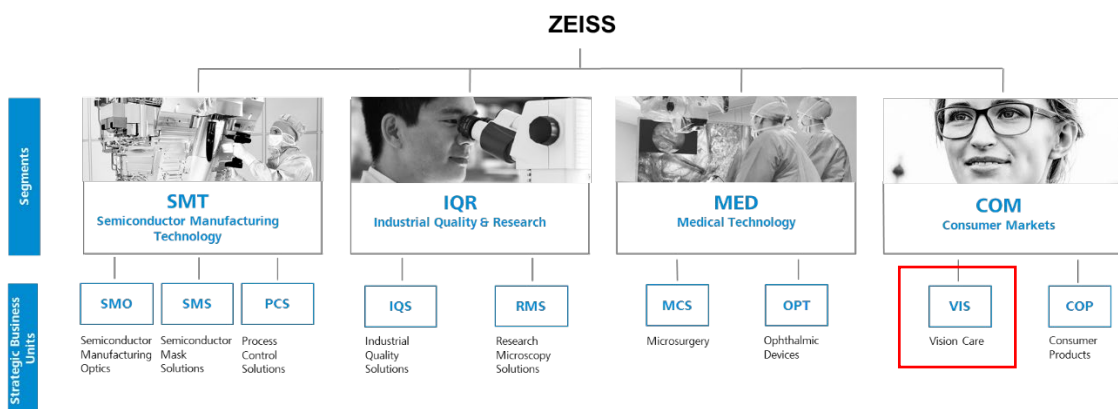 ZEISS
Segments
SMT
Semiconductor Manufacturing
Technology
IQR
Industrial Quality & Research
MED
Medical Technology
COM
Consumer Markets
Strategic Business
Units
SMO
Semiconductor
Manufacturing
Optics
SMS
Semiconductor
Mask
Solutions
PCS
Process
Control
Solutions
IQS
Industrial
Quality
Solutions
RMS
Research
Microscopy
Solutions
MCS
Microsurgery
OPT
Ophthalmic
Devices
VIS
Vision Care
COP
Consumer
Products